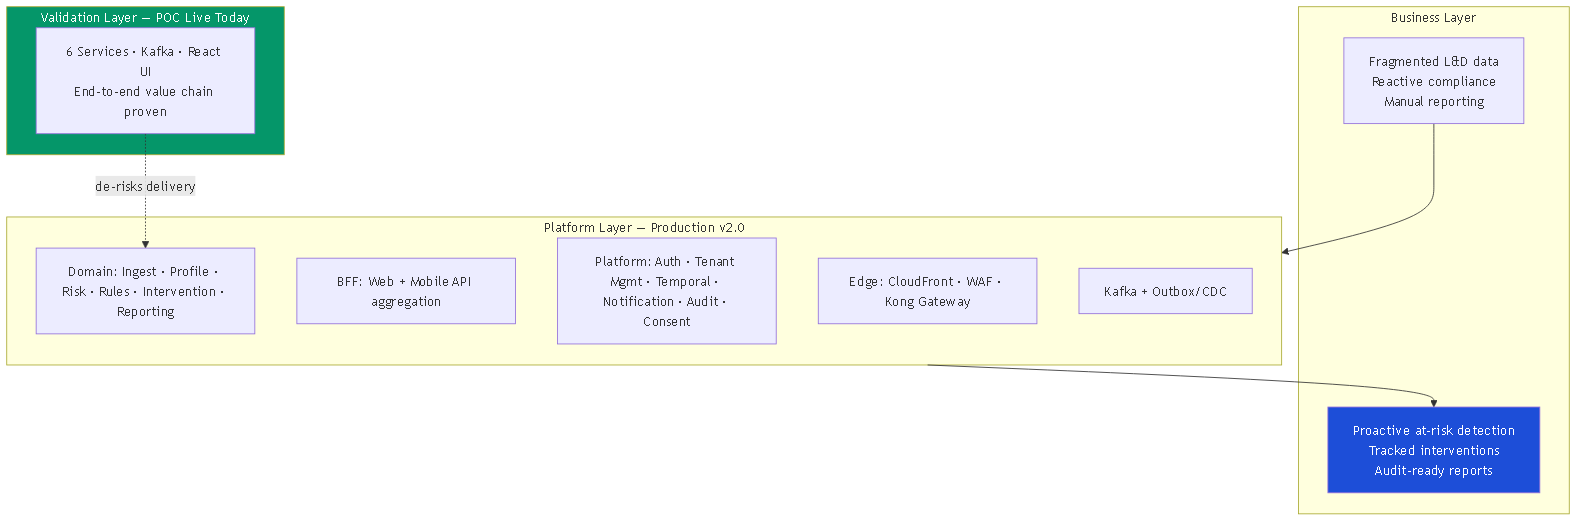 Validation Layer — POC Live Today
6 Services · Kafka · React
UI
End-to-end value chain
proven
de-risks delivery
Business Layer
Fragmented L&D data
Reactive compliance
Manual reporting
Platform Layer — Production v2.0
Domain: Ingest · Profile ·
Risk · Rules · Intervention ·
Reporting
BFF: Web + Mobile API
aggregation
Platform: Auth · Tenant
Mgmt · Temporal ·
Notification · Audit ·
Consent
Edge: CloudFront · WAF ·
Kong Gateway
Kafka + Outbox/CDC
Proactive at-risk detection
Tracked interventions
Audit-ready reports